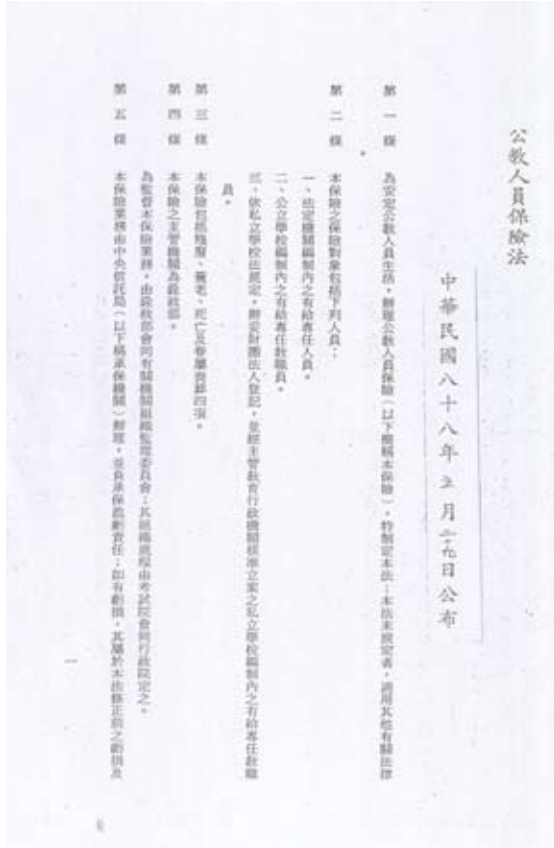 公教人員保險法
中華民國八十八年五月二十九日公布
第一條 為安定公教人員生活,辦理公教人員保險(以下簡稱本保險),特制定本法;本法未規定者,適用其他有關法律
第二條 本保險之保險對象包括下列人員:
一、法定機關編制內之有給專任人員。
二、公立學校編制內之有給專任教職員。
三、依私立學校法規定,辦妥財團法人登記,並經主管教育行政機關核准立案之私立學校編制內之有給專任教職
員。
第三條 本保險包括殘廢、養老、死亡及眷屬喪葬四項。
第四條 本保險之主管機關為銓敘部。
為監督本保險業務,由銓敘部會同有關機關組織監理委員會;其組織規程由考試院會同行政院定之。
第五條 本保險業務由中央信託局(以下稱承保機關)辦理,並負承保盈虧責任;如有虧損,其屬於本法修正前之虧損及
一